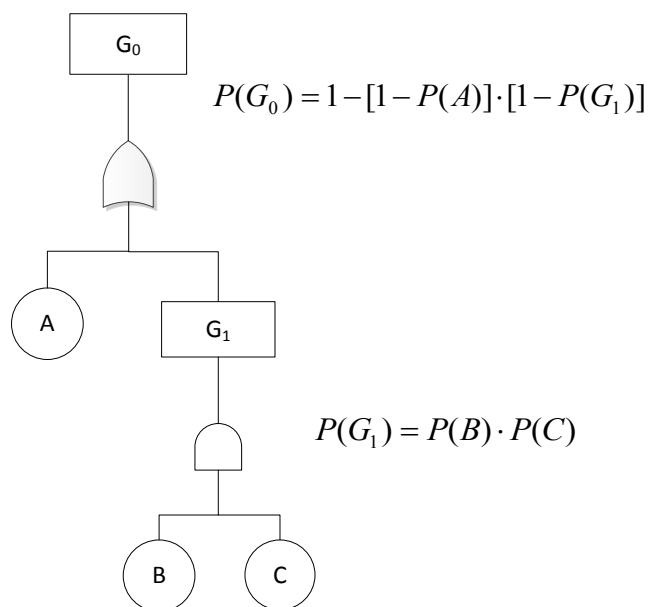 G₀
P(G₀) = 1−[1−P(A)]·[1−P(G₁)]
A
G₁
P(G₁) = P(B)·P(C)
B
C